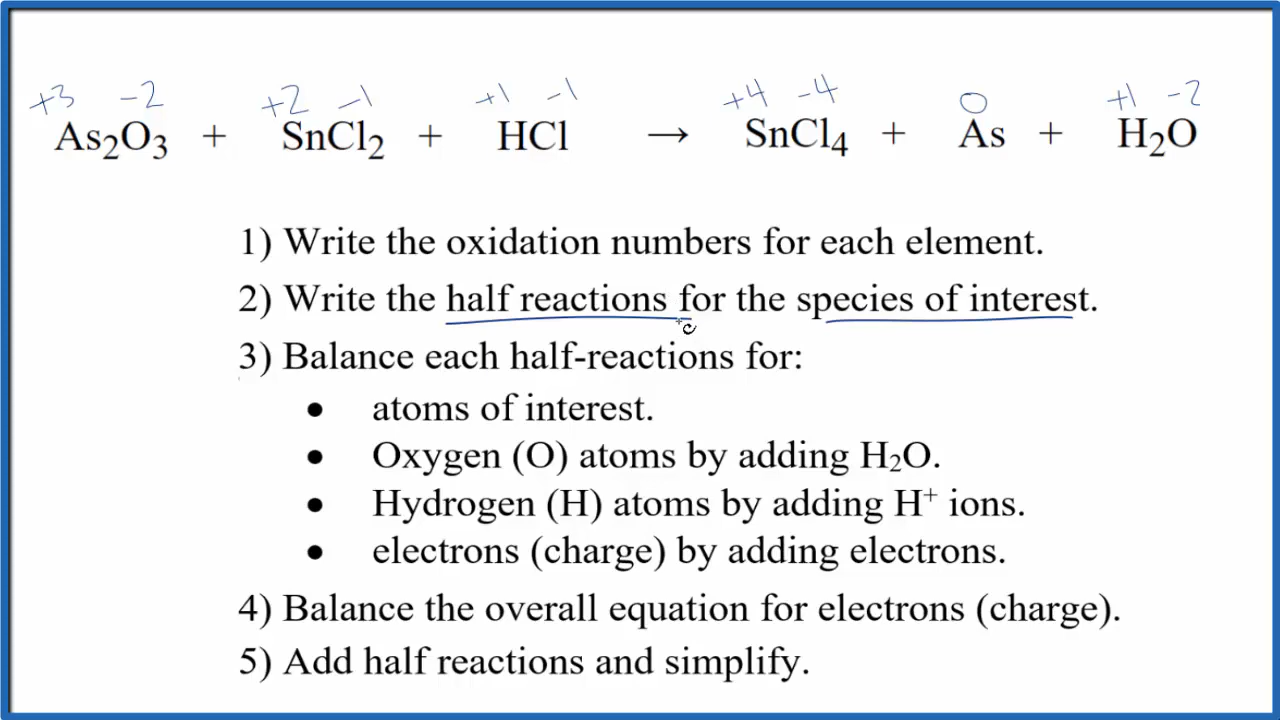 +3 -2 +2 -1 +1 -1 +4 -4 0 +1 -2
As₂O₃ + SnCl₂ + HCl → SnCl₄ + As + H₂O
1) Write the oxidation numbers for each element.
2) Write the half reactions for the species of interest.
3) Balance each half-reactions for:
• atoms of interest.
• Oxygen (O) atoms by adding H₂O.
• Hydrogen (H) atoms by adding H⁺ ions.
• electrons (charge) by adding electrons.
4) Balance the overall equation for electrons (charge).
5) Add half reactions and simplify.